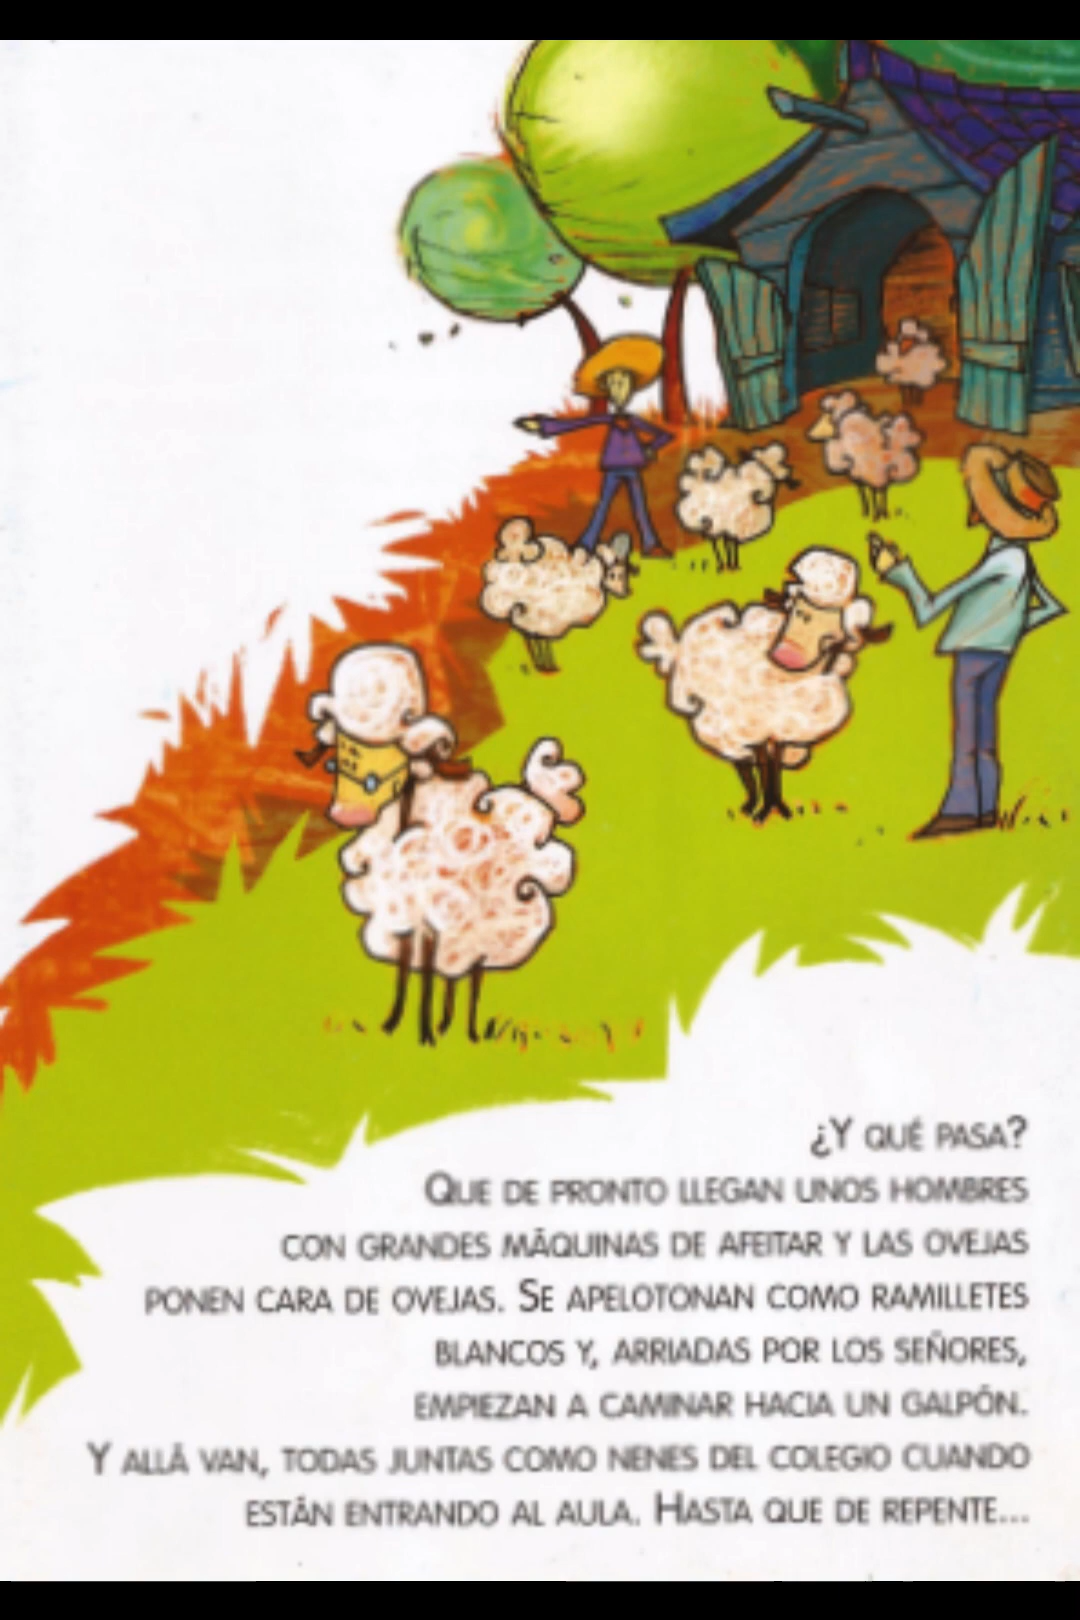 ¿Y QUÉ PASA?
QUE DE PRONTO LLEGAN UNOS HOMBRES
CON GRANDES MÁQUINAS DE AFEITAR Y LAS OVEJAS
PONEN CARA DE OVEJAS. SE APELOTONAN COMO RAMILLETES
BLANCOS Y, ARRIADAS POR LOS SEÑORES,
EMPIEZAN A CAMINAR HACIA UN GALPÓN.
Y ALLÁ VAN, TODAS JUNTAS COMO NENES DEL COLEGIO CUANDO
ESTÁN ENTRANDO AL AULA. HASTA QUE DE REPENTE...